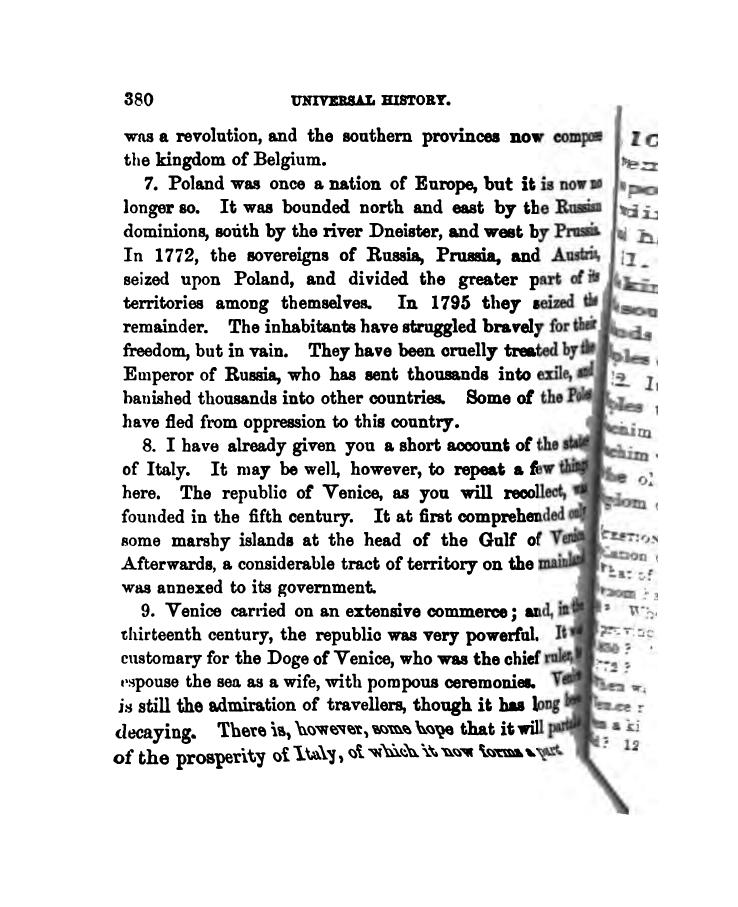 380 UNIVERSAL HISTORY.
was a revolution, and the southern provinces now compose
the kingdom of Belgium.
7. Poland was once a nation of Europe, but it is now no
longer so. It was bounded north and east by the Russian
dominions, south by the river Dneister, and west by Prussia.
In 1772, the sovereigns of Russia, Prussia, and Austria,
seized upon Poland, and divided the greater part of its
territories among themselves. In 1795 they seized the
remainder. The inhabitants have struggled bravely for their
freedom, but in vain. They have been cruelly treated by the
Emperor of Russia, who has sent thousands into exile, and
banished thousands into other countries. Some of the Poles
have fled from oppression to this country.
8. I have already given you a short account of the states
of Italy. It may be well, however, to repeat a few things
here. The republic of Venice, as you will recollect, was
founded in the fifth century. It at first comprehended only
some marshy islands at the head of the Gulf of Venice.
Afterwards, a considerable tract of territory on the mainland
was annexed to its government.
9. Venice carried on an extensive commerce; and, in the
thirteenth century, the republic was very powerful. It was
customary for the Doge of Venice, who was the chief ruler, to
espouse the sea as a wife, with pompous ceremonies. Venice
is still the admiration of travellers, though it has long been
decaying. There is, however, some hope that it will partake
of the prosperity of Italy, of which it now forms a part